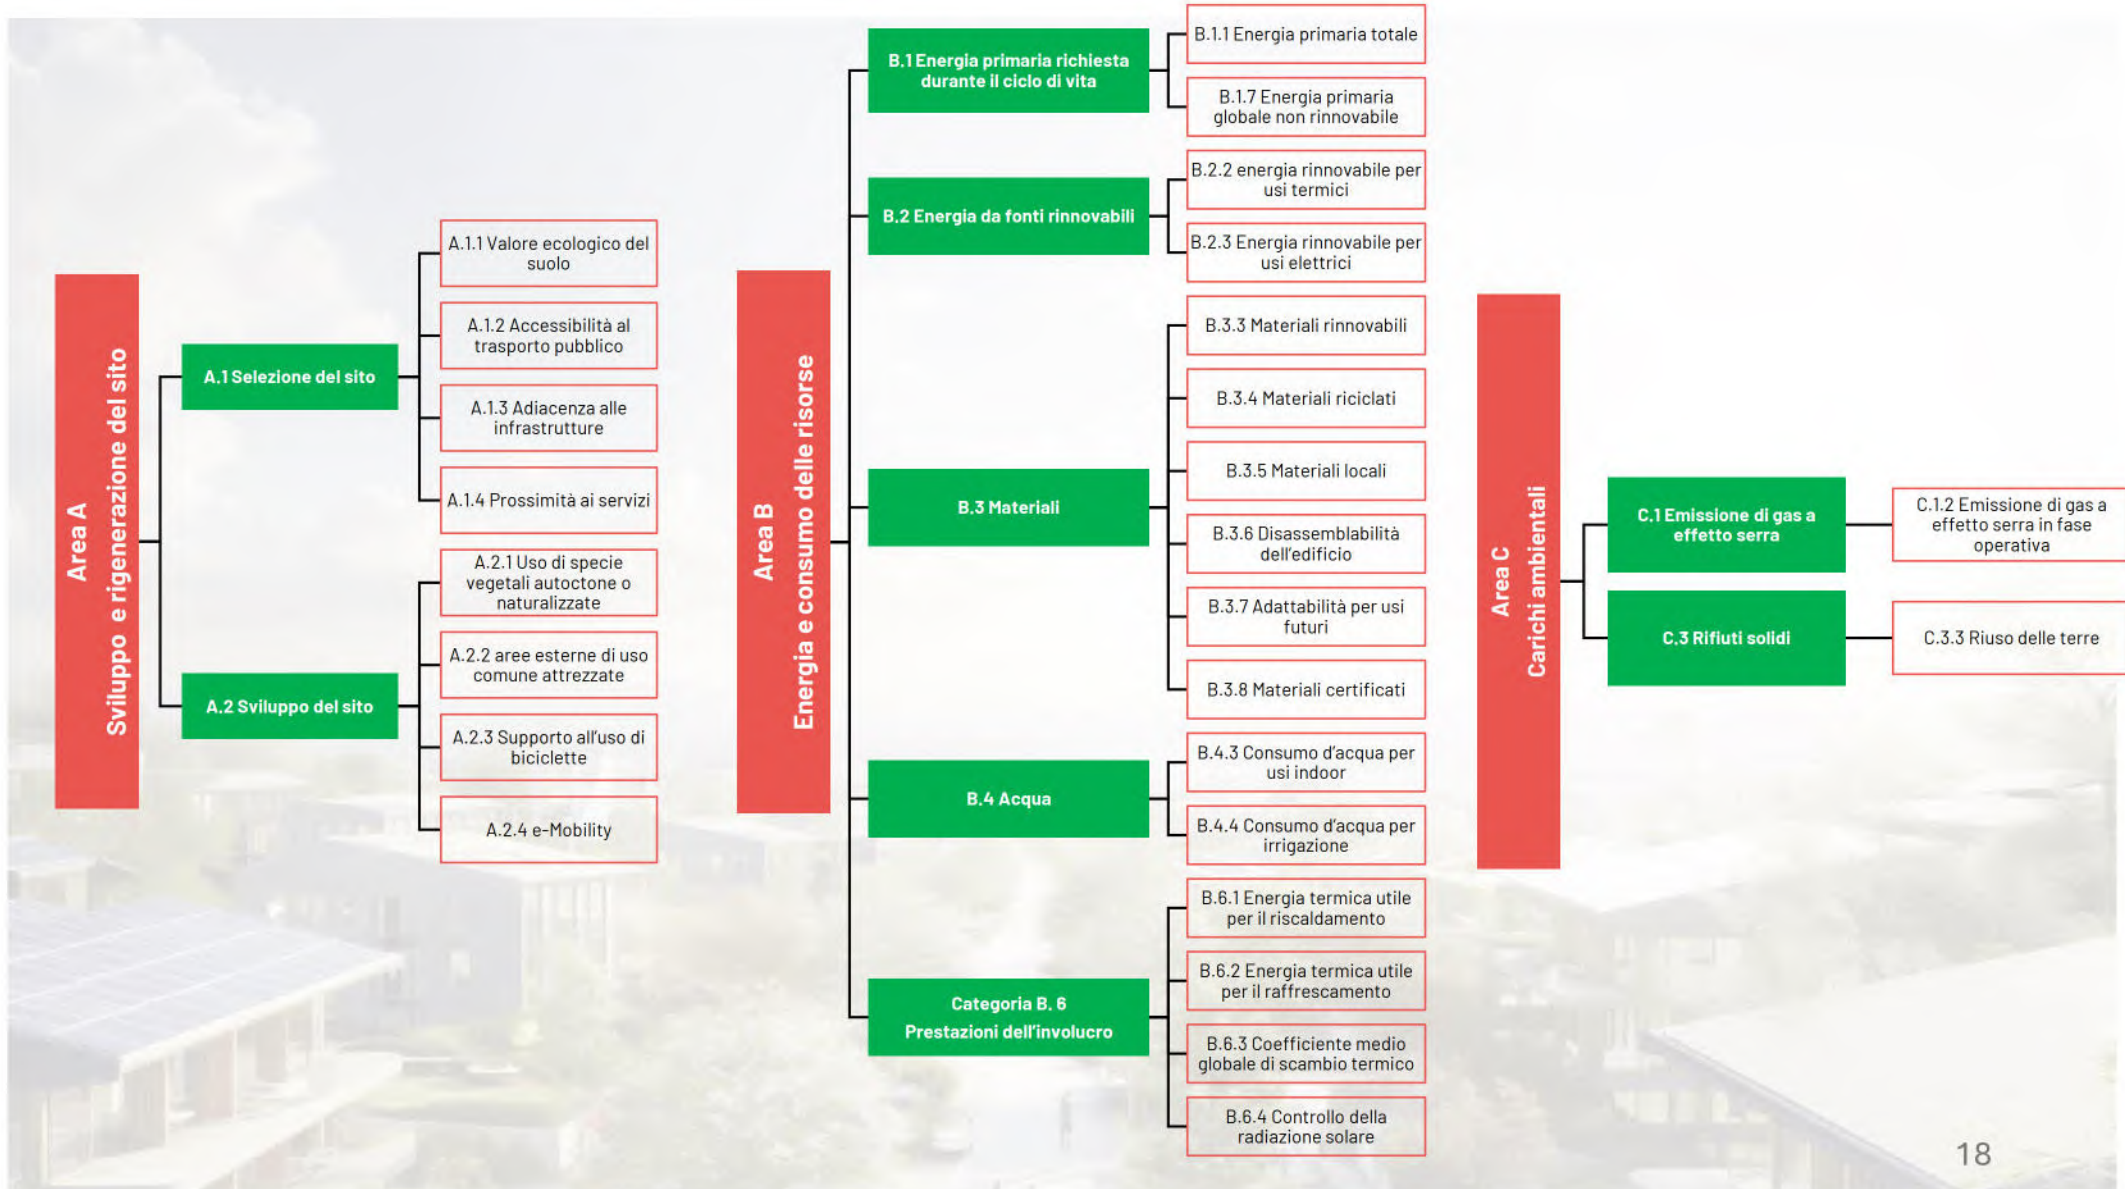 Area A
Sviluppo e rigenerazione del sito
A.1 Selezione del sito
A.1.1 Valore ecologico del
suolo
A.1.2 Accessibilità al
trasporto pubblico
A.1.3 Adiacenza alle
infrastrutture
A.1.4 Prossimità ai servizi
A.2 Sviluppo del sito
A.2.1 Uso di specie
vegetali autoctone o
naturalizzate
A.2.2 aree esterne di uso
comune attrezzate
A.2.3 Supporto all'uso di
biciclette
A.2.4 e-Mobility
Area B
Energia e consumo delle risorse
B.1 Energia primaria richiesta
durante il ciclo di vita
B.1.1 Energia primaria totale
B.1.7 Energia primaria
globale non rinnovabile
B.2 Energia da fonti rinnovabili
B.2.2 energia rinnovabile per
usi termici
B.2.3 Energia rinnovabile per
usi elettrici
B.3 Materiali
B.3.3 Materiali rinnovabili
B.3.4 Materiali riciclati
B.3.5 Materiali locali
B.3.6 Disassemblabilità
dell'edificio
B.3.7 Adattabilità per usi
futuri
B.3.8 Materiali certificati
B.4 Acqua
B.4.3 Consumo d'acqua per
usi indoor
B.4.4 Consumo d'acqua per
irrigazione
Categoria B. 6
Prestazioni dell'involucro
B.6.1 Energia termica utile
per il riscaldamento
B.6.2 Energia termica utile
per il raffrescamento
B.6.3 Coefficiente medio
globale di scambio termico
B.6.4 Controllo della
radiazione solare
Area C
Carichi ambientali
C.1 Emissione di gas a
effetto serra
C.1.2 Emissione di gas a
effetto serra in fase
operativa
C.3 Rifiuti solidi
C.3.3 Riuso delle terre
18